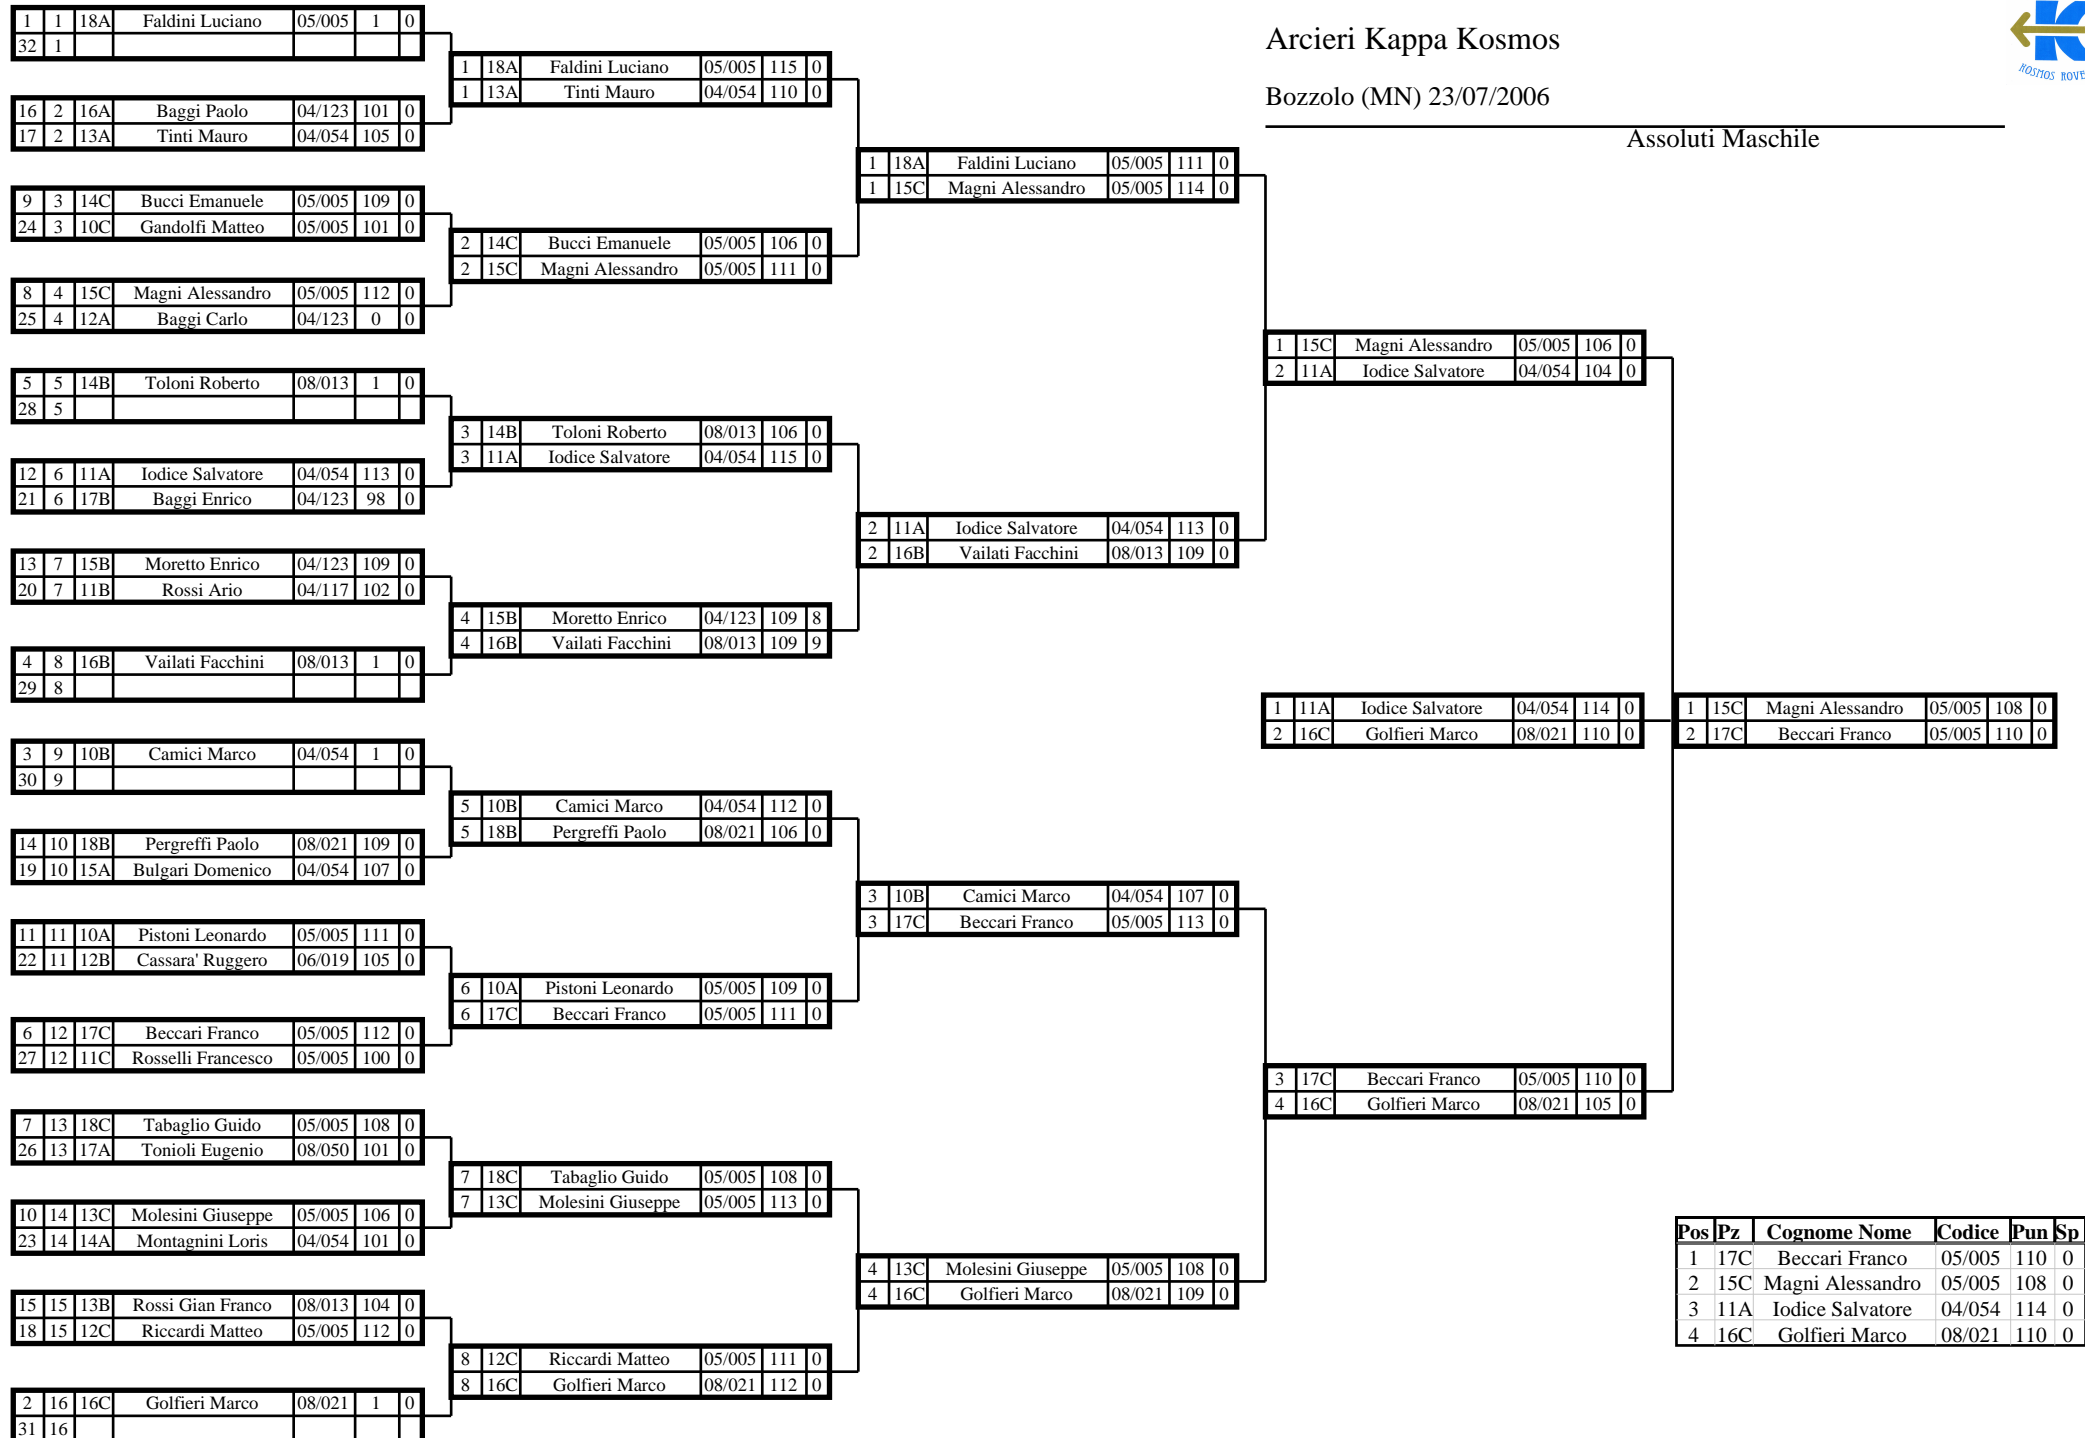 Arcieri Kappa Kosmos
Bozzolo (MN) 23/07/2006
Assoluti Maschile
1 1 18A Faldini Luciano 05/005 1 0
32 1
16 2 16A Baggi Paolo 04/123 101 0
17 2 13A Tinti Mauro 04/054 105 0
9 3 14C Bucci Emanuele 05/005 109 0
24 3 10C Gandolfi Matteo 05/005 101 0
8 4 15C Magni Alessandro 05/005 112 0
25 4 12A Baggi Carlo 04/123 0 0
5 5 14B Toloni Roberto 08/013 1 0
28 5
12 6 11A Iodice Salvatore 04/054 113 0
21 6 17B Baggi Enrico 04/123 98 0
13 7 15B Moretto Enrico 04/123 109 0
20 7 11B Rossi Ario 04/117 102 0
4 8 16B Vailati Facchini 08/013 1 0
29 8
3 9 10B Camici Marco 04/054 1 0
30 9
14 10 18B Pergreffi Paolo 08/021 109 0
19 10 15A Bulgari Domenico 04/054 107 0
11 11 10A Pistoni Leonardo 05/005 111 0
22 11 12B Cassara' Ruggero 06/019 105 0
6 12 17C Beccari Franco 05/005 112 0
27 12 11C Rosselli Francesco 05/005 100 0
7 13 18C Tabaglio Guido 05/005 108 0
26 13 17A Tonioli Eugenio 08/050 101 0
10 14 13C Molesini Giuseppe 05/005 106 0
23 14 14A Montagnini Loris 04/054 101 0
15 15 13B Rossi Gian Franco 08/013 104 0
18 15 12C Riccardi Matteo 05/005 112 0
2 16 16C Golfieri Marco 08/021 1 0
31 16
1 18A Faldini Luciano 05/005 115 0
1 13A Tinti Mauro 04/054 110 0
2 14C Bucci Emanuele 05/005 106 0
2 15C Magni Alessandro 05/005 111 0
3 14B Toloni Roberto 08/013 106 0
3 11A Iodice Salvatore 04/054 115 0
4 15B Moretto Enrico 04/123 109 8
4 16B Vailati Facchini 08/013 109 9
5 10B Camici Marco 04/054 112 0
5 18B Pergreffi Paolo 08/021 106 0
6 10A Pistoni Leonardo 05/005 109 0
6 17C Beccari Franco 05/005 111 0
7 18C Tabaglio Guido 05/005 108 0
7 13C Molesini Giuseppe 05/005 113 0
8 12C Riccardi Matteo 05/005 111 0
8 16C Golfieri Marco 08/021 112 0
1 18A Faldini Luciano 05/005 111 0
1 15C Magni Alessandro 05/005 114 0
2 11A Iodice Salvatore 04/054 113 0
2 16B Vailati Facchini 08/013 109 0
3 10B Camici Marco 04/054 107 0
3 17C Beccari Franco 05/005 113 0
4 13C Molesini Giuseppe 05/005 108 0
4 16C Golfieri Marco 08/021 109 0
1 15C Magni Alessandro 05/005 106 0
2 11A Iodice Salvatore 04/054 104 0
3 17C Beccari Franco 05/005 110 0
4 16C Golfieri Marco 08/021 105 0
1 11A Iodice Salvatore 04/054 114 0
2 16C Golfieri Marco 08/021 110 0
1 15C Magni Alessandro 05/005 108 0
2 17C Beccari Franco 05/005 110 0
Pos Pz Cognome Nome Codice Pun Sp
1 17C Beccari Franco 05/005 110 0
2 15C Magni Alessandro 05/005 108 0
3 11A Iodice Salvatore 04/054 114 0
4 16C Golfieri Marco 08/021 110 0
KOSMOS